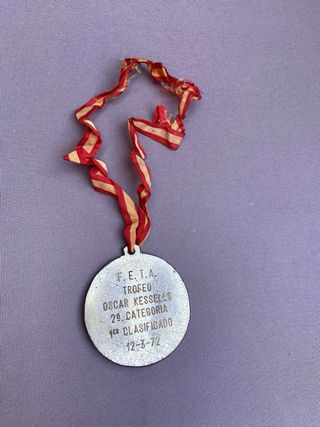 F. E. T. A.
TROFEO
OSCAR KESSELLS
2ª. CATEGORIA
1ER CLASIFICADO
12-3-72